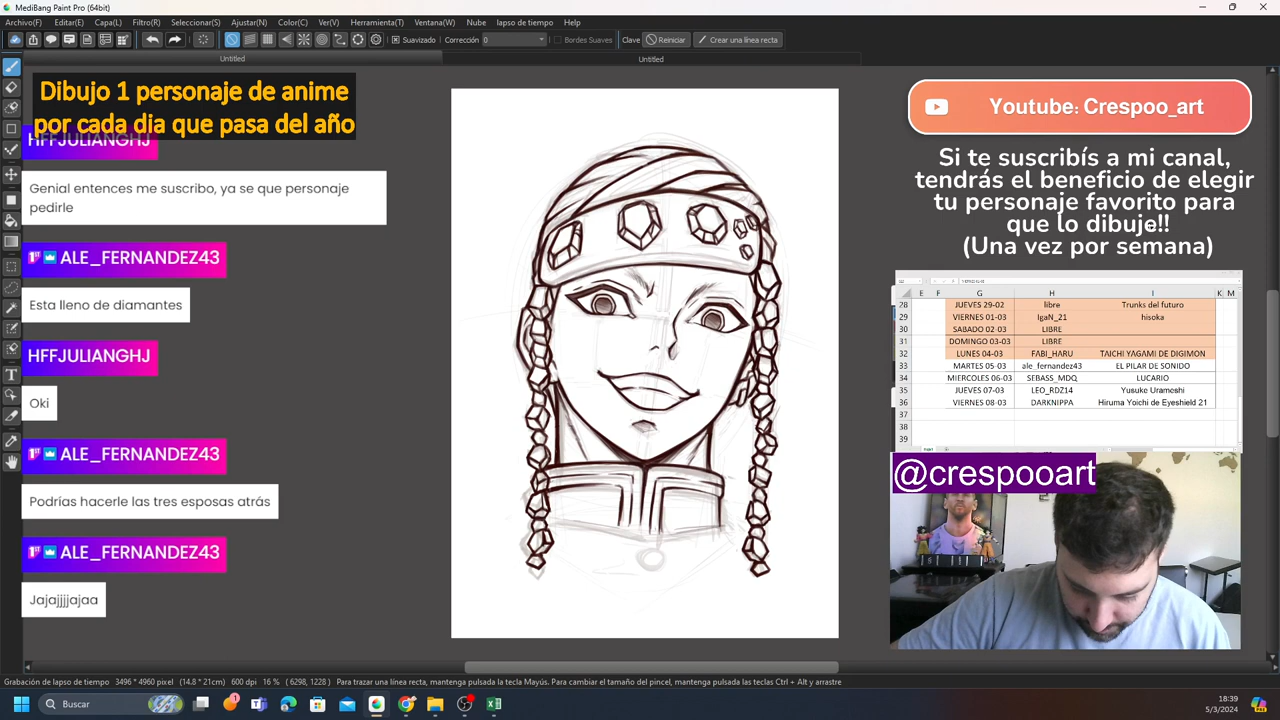 MediBang Paint Pro (64bit)
Archivo(F) Editar(E) Capa(L) Filtro(R) Seleccionar(S) Ajustar(N) Color(C) Ver(V) Herramienta(T) Ventana(W) Nube lapso de tiempo Help
Suavizado Corrección 0 Bordes Suaves Clave Reiniciar Crear una línea recta
Untitled Untitled
Dibujo 1 personaje de anime
por cada dia que pasa del año
HFFJULIANGHJ
Genial entences me suscribo, ya se que personaje
pedirle
ALE_FERNANDEZ43
Esta lleno de diamantes
HFFJULIANGHJ
Oki
ALE_FERNANDEZ43
Podrías hacerle las tres esposas atrás
ALE_FERNANDEZ43
Jajajjjjajaa
Youtube: Crespoo_art
Si te suscribís a mi canal,
tendrás el beneficio de elegir
tu personaje favorito para
que lo dibuje!!
(Una vez por semana)
E F G H I K M
28 JUEVES 29-02 libre Trunks del futuro
29 VIERNES 01-03 IgaN_21 hisoka
30 SABADO 02-03 LIBRE
31 DOMINGO 03-03 LIBRE
32 LUNES 04-03 FABI_HARU TAICHI YAGAMI DE DIGIMON
33 MARTES 05-03 ale_fernandez43 EL PILAR DE SONIDO
34 MIERCOLES 06-03 SEBASS_MDQ LUCARIO
35 JUEVES 07-03 LEO_RDZ14 Yusuke Urameshi
36 VIERNES 08-03 DARKNIPPA Hiruma Yoichi de Eyeshield 21
37
38
39
@crespooart
Grabación de lapso de tiempo 3496 * 4960 pixel (14.8 * 21cm) 600 dpi 16 % ( 6298, 1228 ) Para trazar una línea recta, mantenga pulsada la tecla Mayús. Para cambiar el tamaño del pincel, mantenga pulsadas las teclas Ctrl + Alt y arrastre
Buscar
18:39
5/3/2024